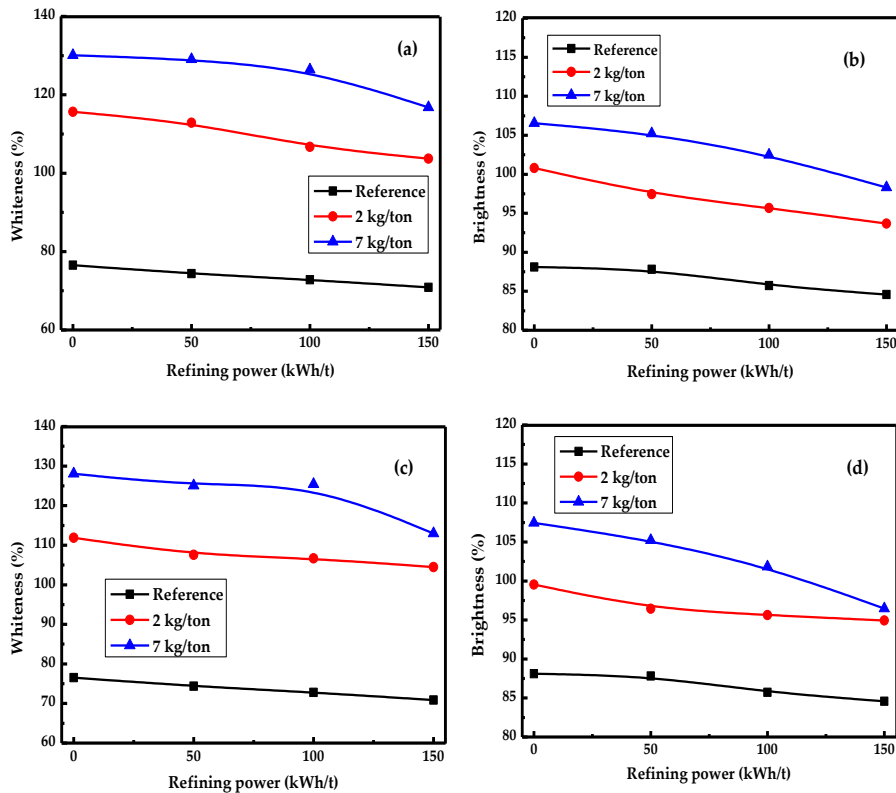 (a)
140
130
120
110
100
90
80
70
60
Whiteness (%)
Reference
2 kg/ton
7 kg/ton
0 50 100 150
Refining power (kWh/t)
(b)
120
115
110
105
100
95
90
85
80
Brightness (%)
Reference
2 kg/ton
7 kg/ton
0 50 100 150
Refining power (kWh/t)
(c)
140
130
120
110
100
90
80
70
60
Whiteness (%)
Reference
2 kg/ton
7 kg/ton
0 50 100 150
Refining power (kWh/t)
(d)
120
115
110
105
100
95
90
85
80
Brightness (%)
Reference
2 kg/ton
7 kg/ton
0 50 100 150
Refining power (kWh/t)